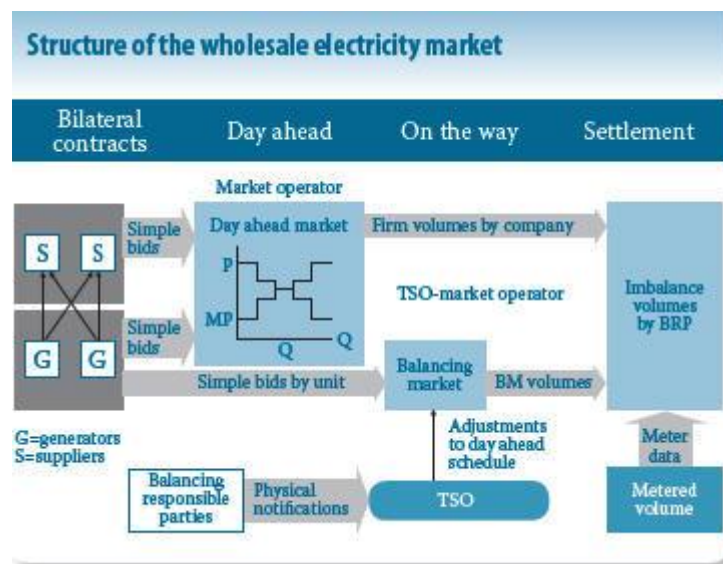 Structure of the wholesale electricity market
Bilateral
contracts
Day ahead
On the way
Settlement
Market operator
S
S
Simple
bids
Day ahead market
P
MP
Q
Q
Firm volumes by company
TSO-market operator
Imbalance
volumes
by BRP
G
G
Simple
bids
Simple bids by unit
Balancing
market
BM volumes
G=generators
S=suppliers
Adjustments
to day ahead
schedule
Meter
data
Balancing
responsible
parties
Physical
notifications
TSO
Metered
volume